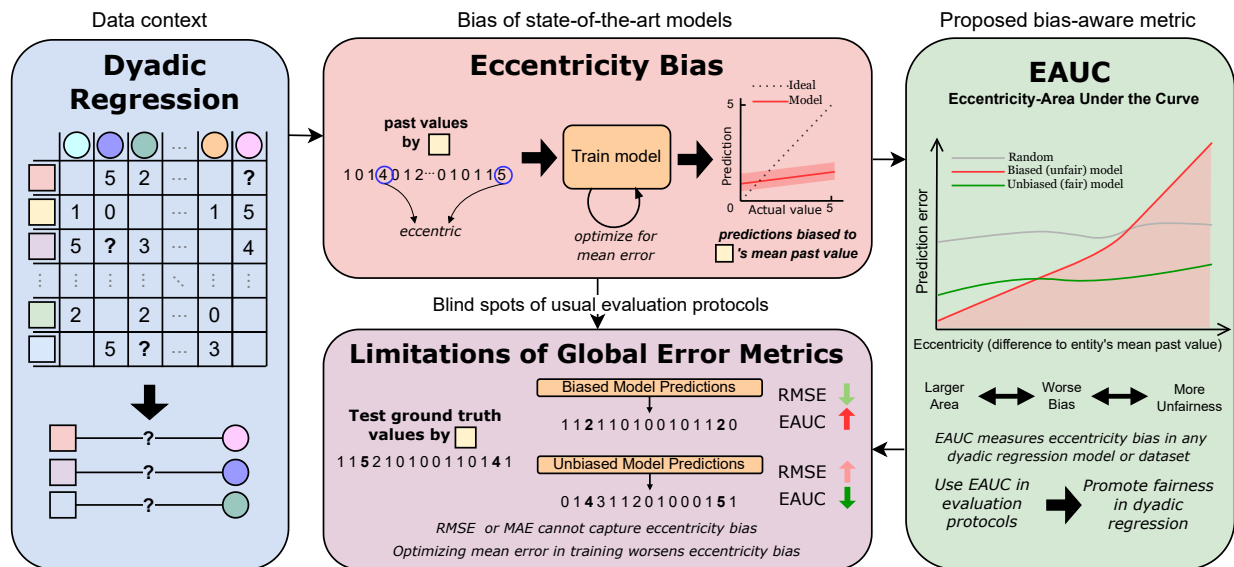 Data context
Dyadic
Regression
...
5 2 ... ?
1 0 ... 1 5
5 ? 3 ... 4
2 2 ... 0
5 ? ... 3
?
?
?
Bias of state-of-the-art models
Eccentricity Bias
past values
by
1 0 1 4 0 1 2 ... 0 1 0 1 1 5
eccentric
Train model
optimize for
mean error
Ideal
Model
5
Prediction
0
Actual value 5
predictions biased to
's mean past value
Blind spots of usual evaluation protocols
Limitations of Global Error Metrics
Test ground truth
values by
1 1 5 2 1 0 1 0 0 1 1 0 1 4 1
Biased Model Predictions
1 1 2 1 1 0 1 0 0 1 0 1 1 2 0
RMSE
EAUC
Unbiased Model Predictions
0 1 4 3 1 1 2 0 1 0 0 0 1 5 1
RMSE
EAUC
RMSE or MAE cannot capture eccentricity bias
Optimizing mean error in training worsens eccentricity bias
Proposed bias-aware metric
EAUC
Eccentricity-Area Under the Curve
Random
Biased (unfair) model
Unbiased (fair) model
Prediction error
Eccentricity (difference to entity's mean past value)
Larger
Area
Worse
Bias
More
Unfairness
EAUC measures eccentricity bias in any
dyadic regression model or dataset
Use EAUC in
evaluation
protocols
Promote fairness
in dyadic
regression